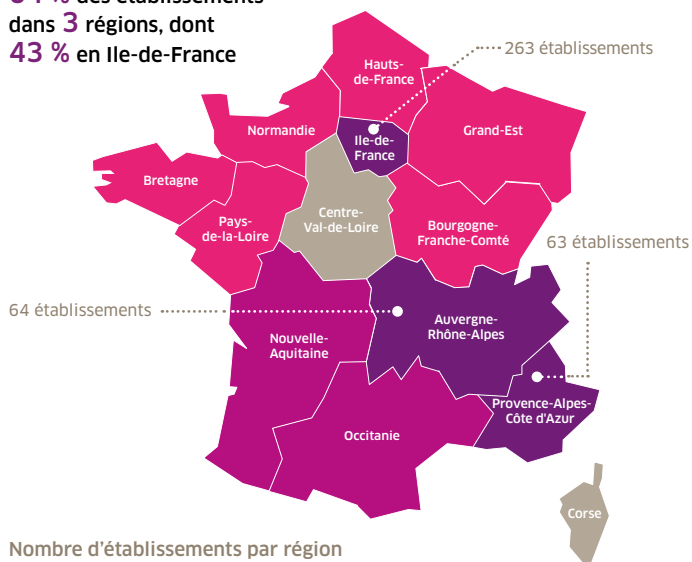 des établissements
dans 3 régions, dont
43 % en Ile-de-France
263 établissements
Hauts-
de-France
Normandie
Ile-de-
France
Grand-Est
Bretagne
Pays-
de-la-Loire
Centre-
Val-de-Loire
Bourgogne-
Franche-Comté
63 établissements
64 établissements
Auvergne-
Rhône-Alpes
Nouvelle-
Aquitaine
Provence-Alpes-
Côte d'Azur
Occitanie
Corse
Nombre d'établissements par région